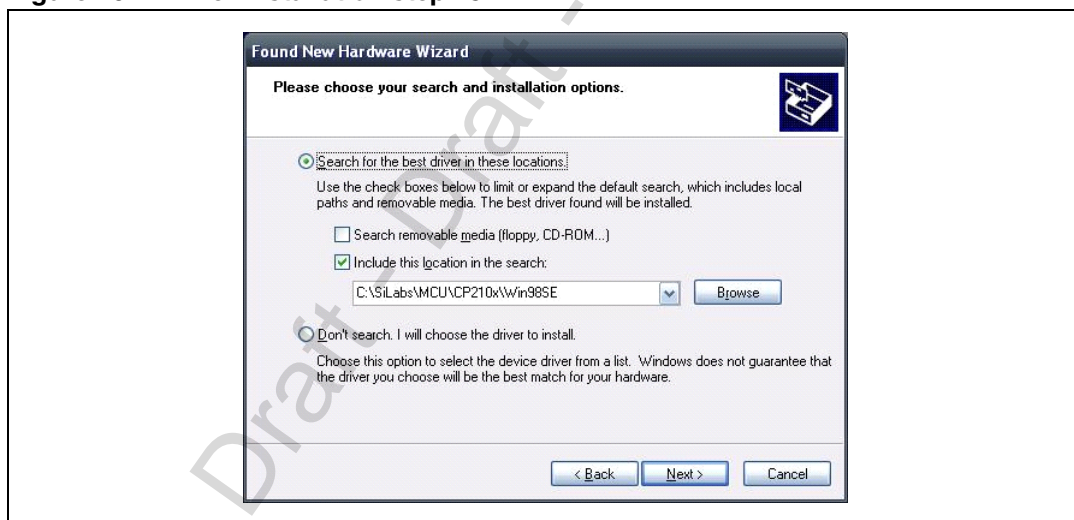 Found New Hardware Wizard
Please choose your search and installation options.
Search for the best driver in these locations.
Use the check boxes below to limit or expand the default search, which includes local
paths and removable media. The best driver found will be installed.
Search removable media (floppy, CD-ROM...)
Include this location in the search:
C:\SiLabs\MCU\CP210x\Win98SE
Browse
Don't search. I will choose the driver to install.
Choose this option to select the device driver from a list. Windows does not guarantee that
the driver you choose will be the best match for your hardware.
< Back
Next >
Cancel
Draft - Draft -